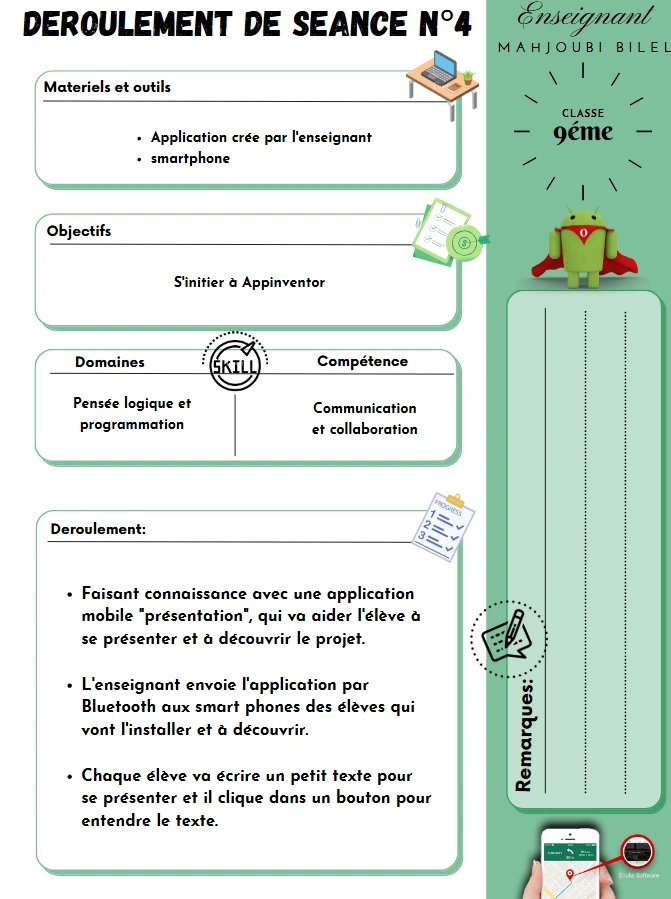 DEROULEMENT DE SEANCE N°4
Enseignant
MAHJOUBI BILEL
CLASSE
9éme
Materiels et outils
• Application crée par l'enseignant
• smartphone
Objectifs
S'initier à Appinventor
SKILL
Domaines
Compétence
Pensée logique et
programmation
Communication
et collaboration
PROGRESS
1
2
3
Deroulement:
• Faisant connaissance avec une application
mobile "présentation", qui va aider l'élève à
se présenter et à découvrir le projet.
• L'enseignant envoie l'application par
Bluetooth aux smart phones des élèves qui
vont l'installer et à découvrir.
• Chaque élève va écrire un petit texte pour
se présenter et il clique dans un bouton pour
entendre le texte.
Remarques:
Software